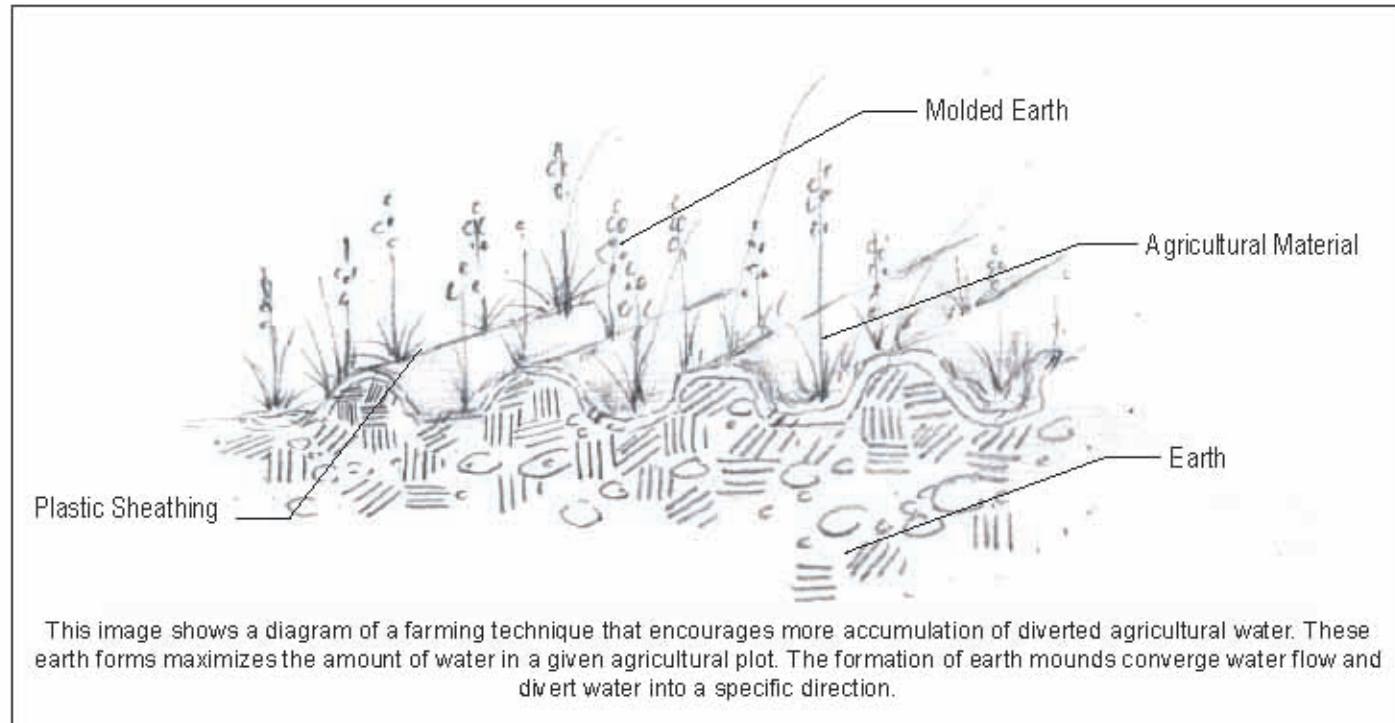 Molded Earth
Agricultural Material
Earth
Plastic Sheathing
This image shows a diagram of a farming technique that encourages more accumulation of diverted agricultural water. These
earth forms maximizes the amount of water in a given agricultural plot. The formation of earth mounds converge water flow and
divert water into a specific direction.